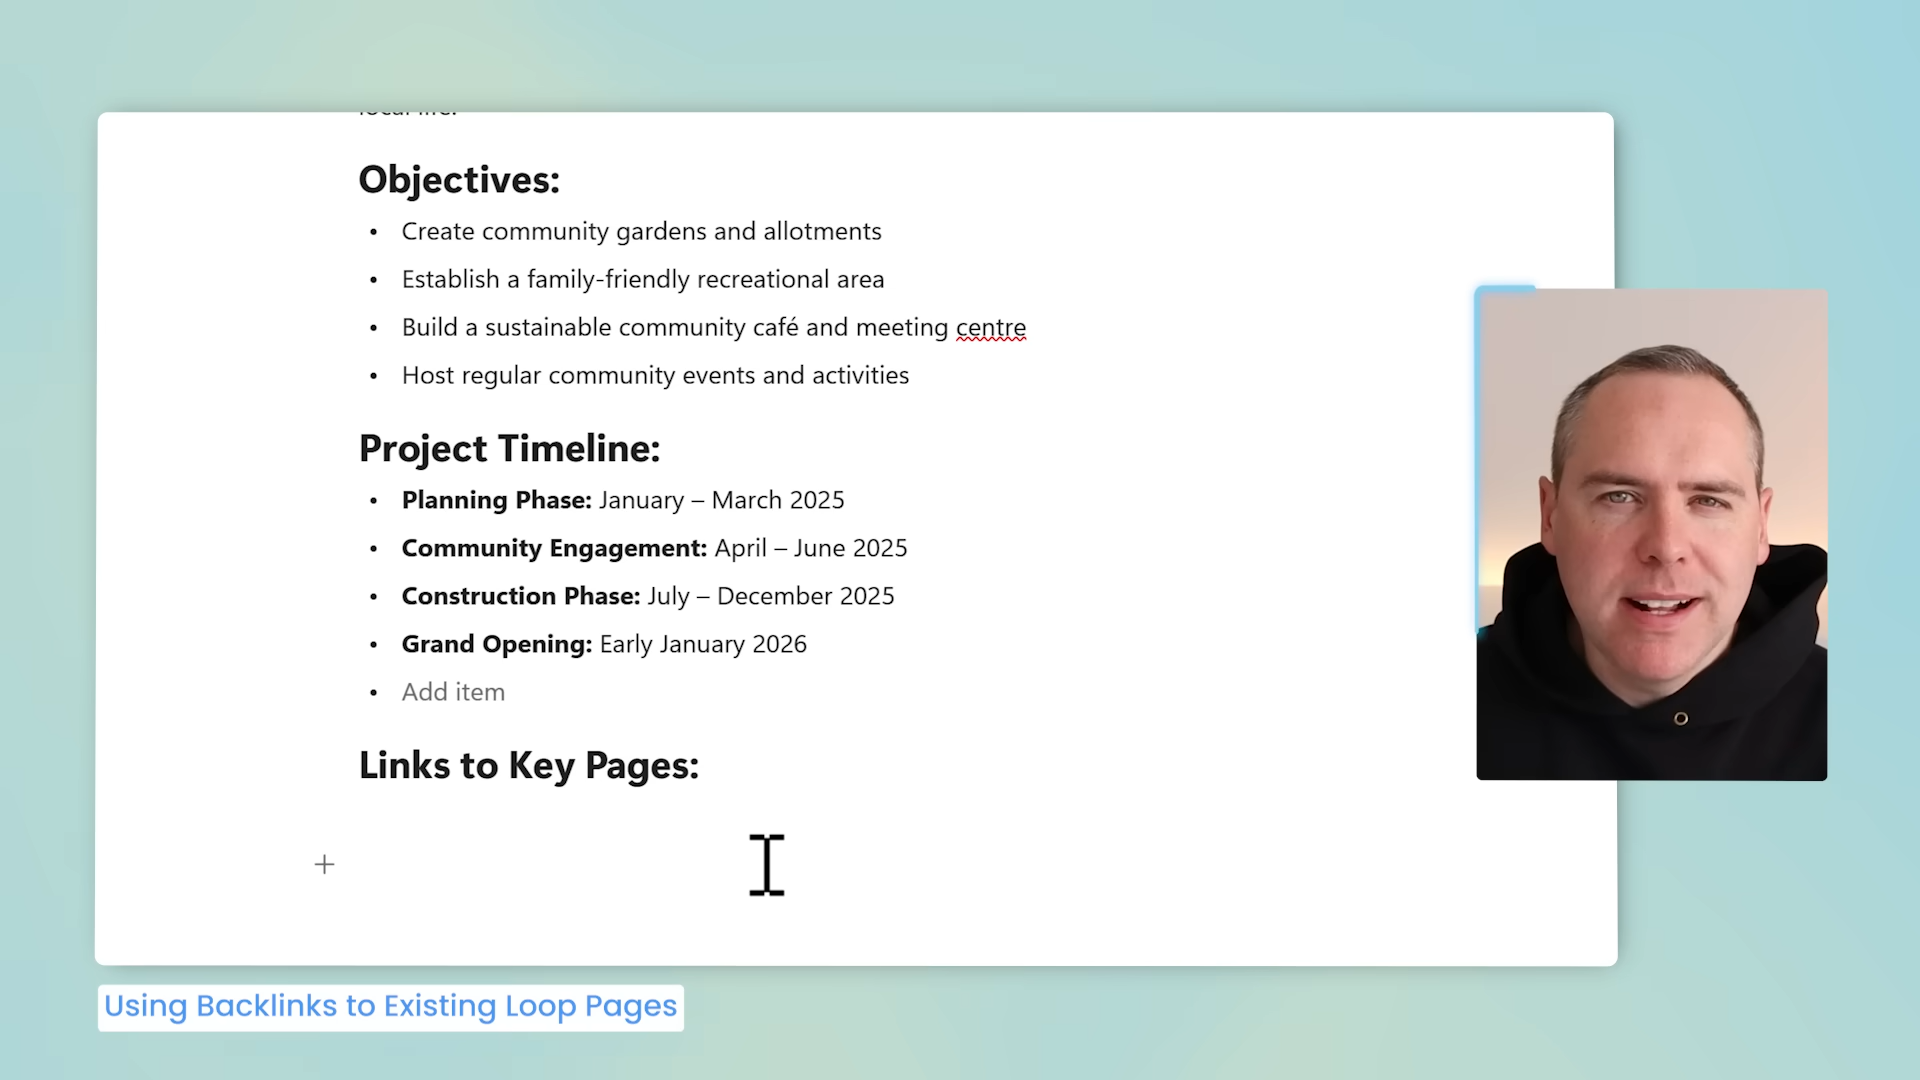 Objectives:
• Create community gardens and allotments
• Establish a family-friendly recreational area
• Build a sustainable community café and meeting centre
• Host regular community events and activities
Project Timeline:
• Planning Phase: January – March 2025
• Community Engagement: April – June 2025
• Construction Phase: July – December 2025
• Grand Opening: Early January 2026
• Add item
Links to Key Pages:
Using Backlinks to Existing Loop Pages